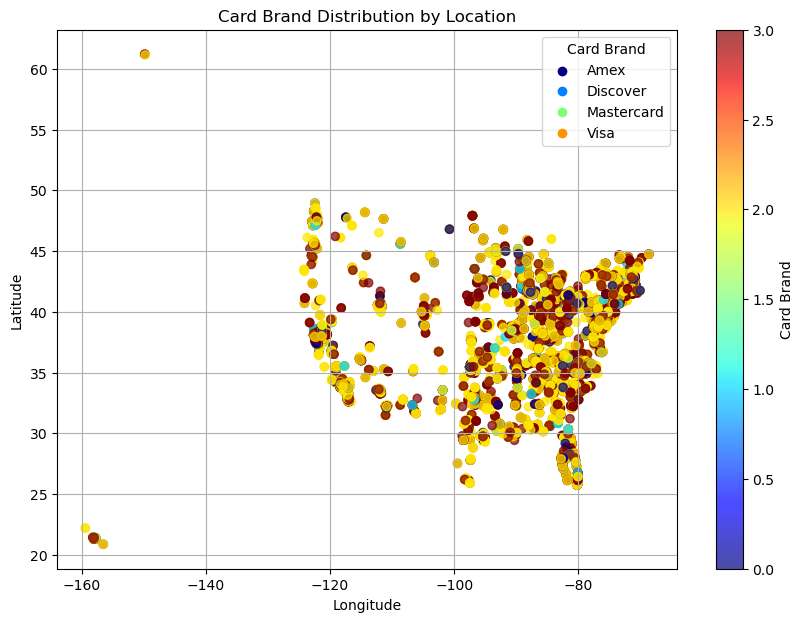 Card Brand Distribution by Location
Card Brand
Amex
Discover
Mastercard
Visa
60
55
50
45
40
35
30
25
20
Latitude
−160
−140
−120
−100
−80
Longitude
3.0
2.5
2.0
1.5
1.0
0.5
0.0
Card Brand